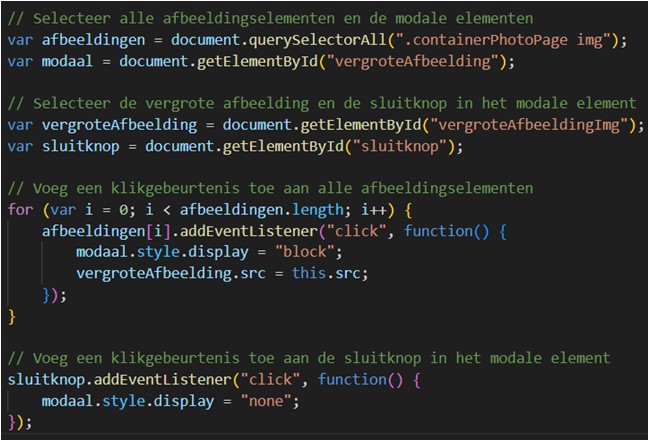 // Selecteer alle afbeeldingselementen en de modale elementen
var afbeeldingen = document.querySelectorAll(".containerPhotoPage img");
var modaal = document.getElementById("vergroteAfbeelding");

// Selecteer de vergrote afbeelding en de sluitknop in het modale element
var vergroteAfbeelding = document.getElementById("vergroteAfbeeldingImg");
var sluitknop = document.getElementById("sluitknop");

// Voeg een klikgebeurtenis toe aan alle afbeeldingselementen
for (var i = 0; i < afbeeldingen.length; i++) {
    afbeeldingen[i].addEventListener("click", function() {
        modaal.style.display = "block";
        vergroteAfbeelding.src = this.src;
    });
}

// Voeg een klikgebeurtenis toe aan de sluitknop in het modale element
sluitknop.addEventListener("click", function() {
    modaal.style.display = "none";
});